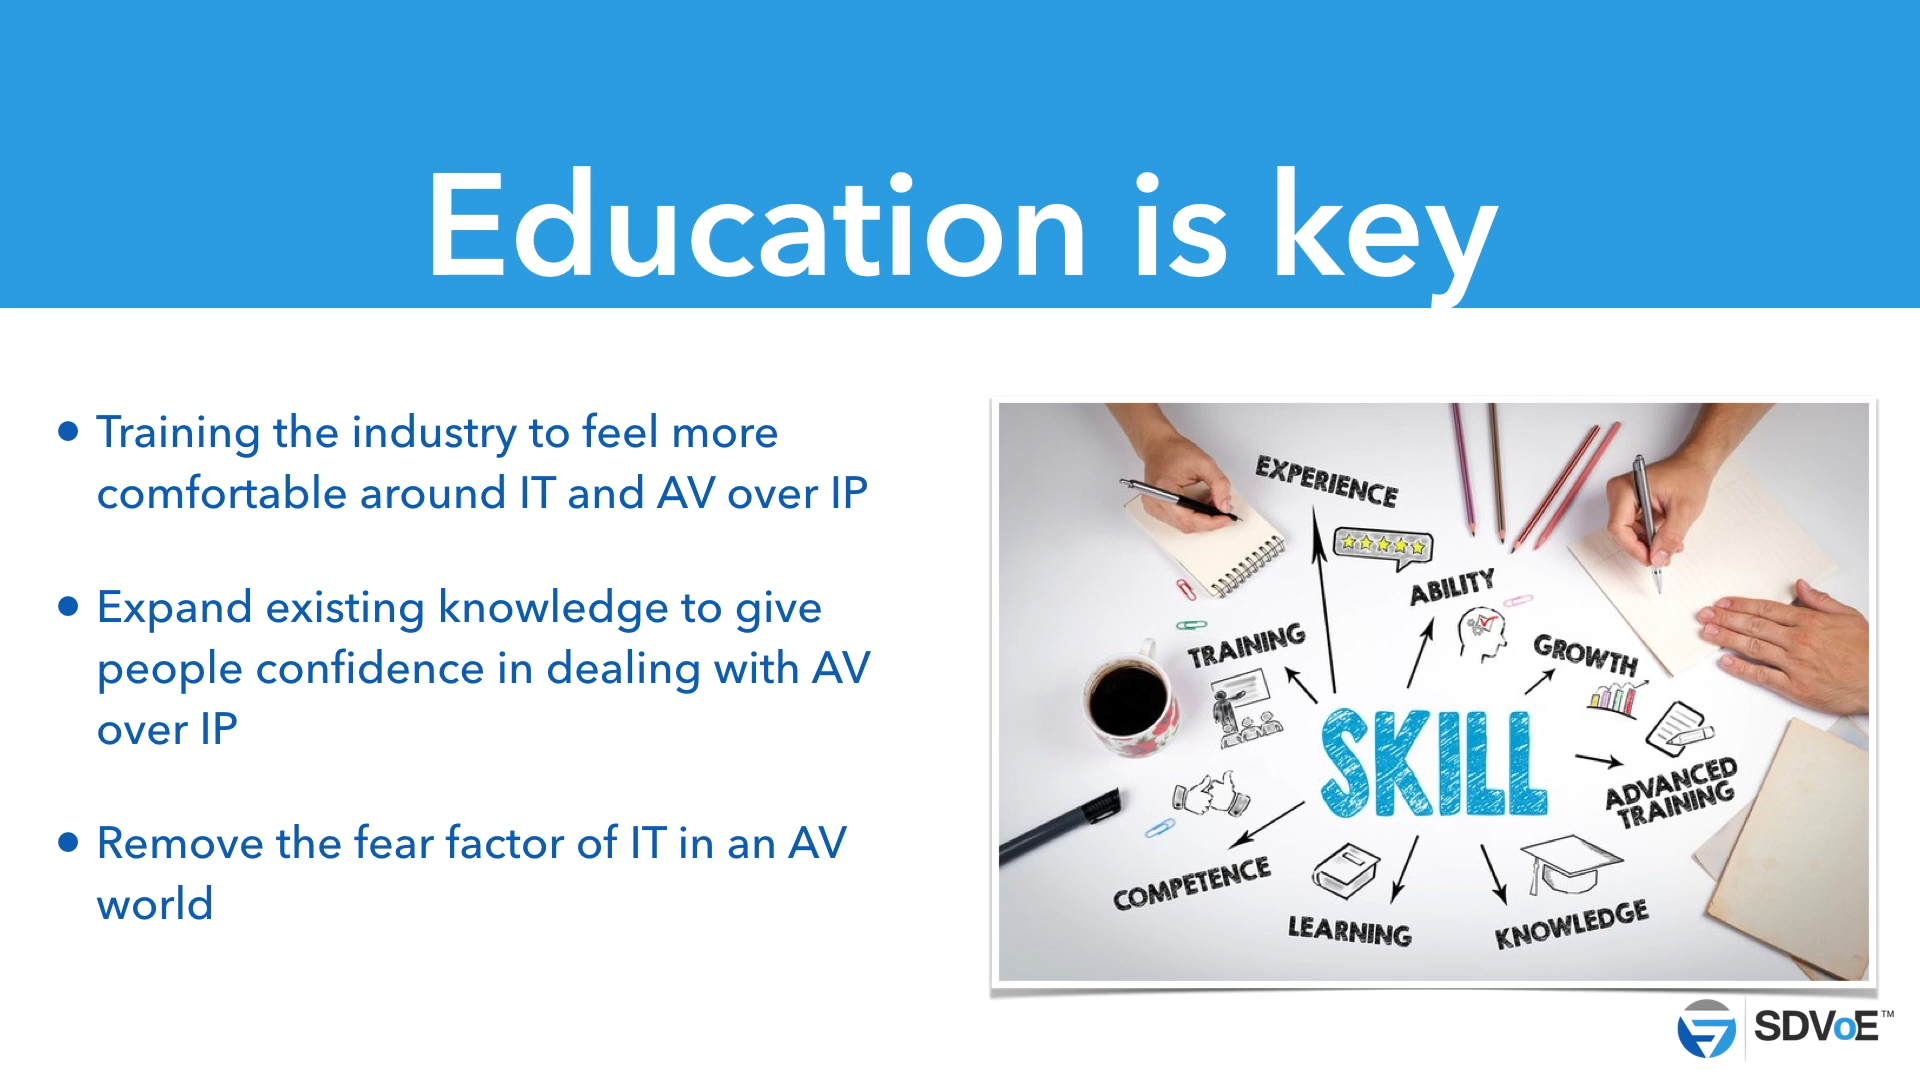 Education is key
• Training the industry to feel more
comfortable around IT and AV over IP
• Expand existing knowledge to give
people confidence in dealing with AV
over IP
• Remove the fear factor of IT in an AV
world
EXPERIENCE
ABILITY
TRAINING
GROWTH
SKILL
ADVANCED
TRAINING
COMPETENCE
LEARNING
KNOWLEDGE
SDVoE™